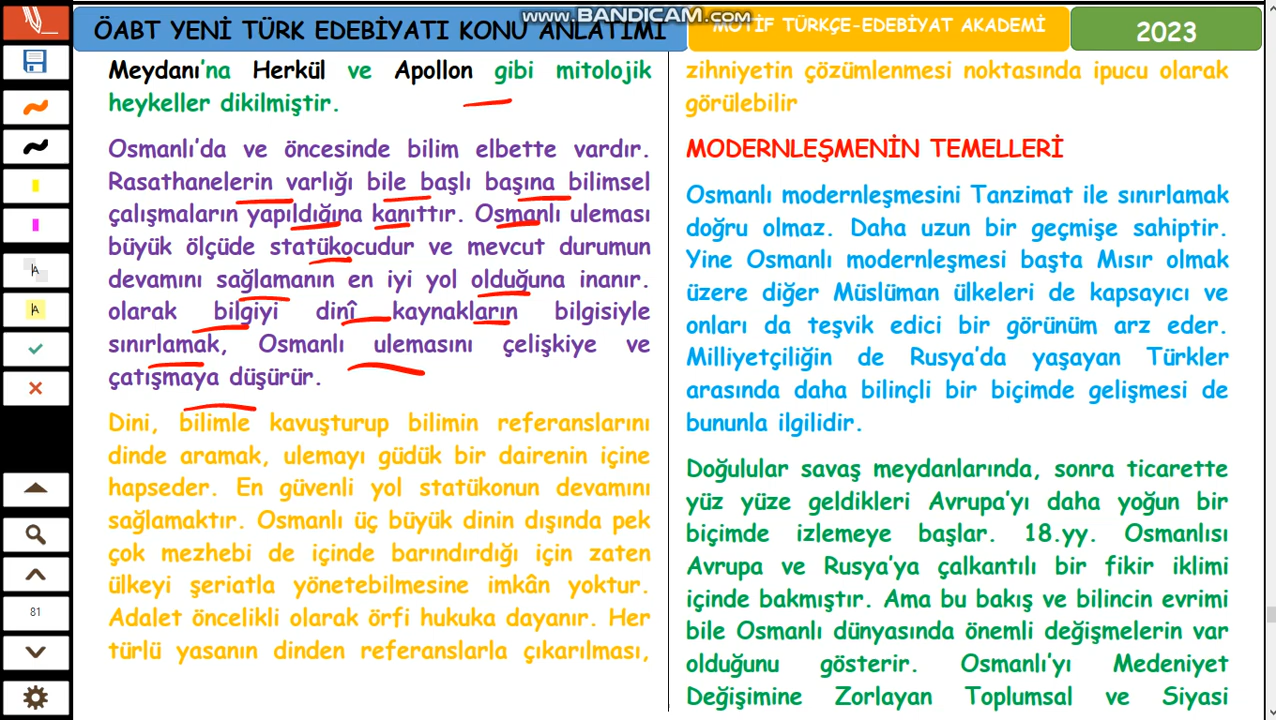 www.BANDICAM.com
ÖABT YENİ TÜRK EDEBİYATI KONU ANLATIMI
MOTİF TÜRKÇE-EDEBİYAT AKADEMİ
2023
Meydanı'na Herkül ve Apollon gibi mitolojik
heykeller dikilmiştir.
Osmanlı'da ve öncesinde bilim elbette vardır.
Rasathanelerin varlığı bile başlı başına bilimsel
çalışmaların yapıldığına kanıttır. Osmanlı uleması
büyük ölçüde statükocudur ve mevcut durumun
devamını sağlamanın en iyi yol olduğuna inanır.
olarak bilgiyi dinî kaynakların bilgisiyle
sınırlamak, Osmanlı ulemasını çelişkiye ve
çatışmaya düşürür.
Dini, bilimle kavuşturup bilimin referanslarını
dinde aramak, ulemayı güdük bir dairenin içine
hapseder. En güvenli yol statükonun devamını
sağlamaktır. Osmanlı üç büyük dinin dışında pek
çok mezhebi de içinde barındırdığı için zaten
ülkeyi şeriatla yönetebilmesine imkân yoktur.
Adalet öncelikli olarak örfi hukuka dayanır. Her
türlü yasanın dinden referanslarla çıkarılması,
zihniyetin çözümlenmesi noktasında ipucu olarak
görülebilir
MODERNLEŞMENİN TEMELLERİ
Osmanlı modernleşmesini Tanzimat ile sınırlamak
doğru olmaz. Daha uzun bir geçmişe sahiptir.
Yine Osmanlı modernleşmesi başta Mısır olmak
üzere diğer Müslüman ülkeleri de kapsayıcı ve
onları da teşvik edici bir görünüm arz eder.
Milliyetçiliğin de Rusya'da yaşayan Türkler
arasında daha bilinçli bir biçimde gelişmesi de
bununla ilgilidir.
Doğulular savaş meydanlarında, sonra ticarette
yüz yüze geldikleri Avrupa'yı daha yoğun bir
biçimde izlemeye başlar. 18.yy. Osmanlısı
Avrupa ve Rusya'ya çalkantılı bir fikir iklimi
içinde bakmıştır. Ama bu bakış ve bilincin evrimi
bile Osmanlı dünyasında önemli değişmelerin var
olduğunu gösterir. Osmanlı'yı Medeniyet
Değişimine Zorlayan Toplumsal ve Siyasi
A
A
81